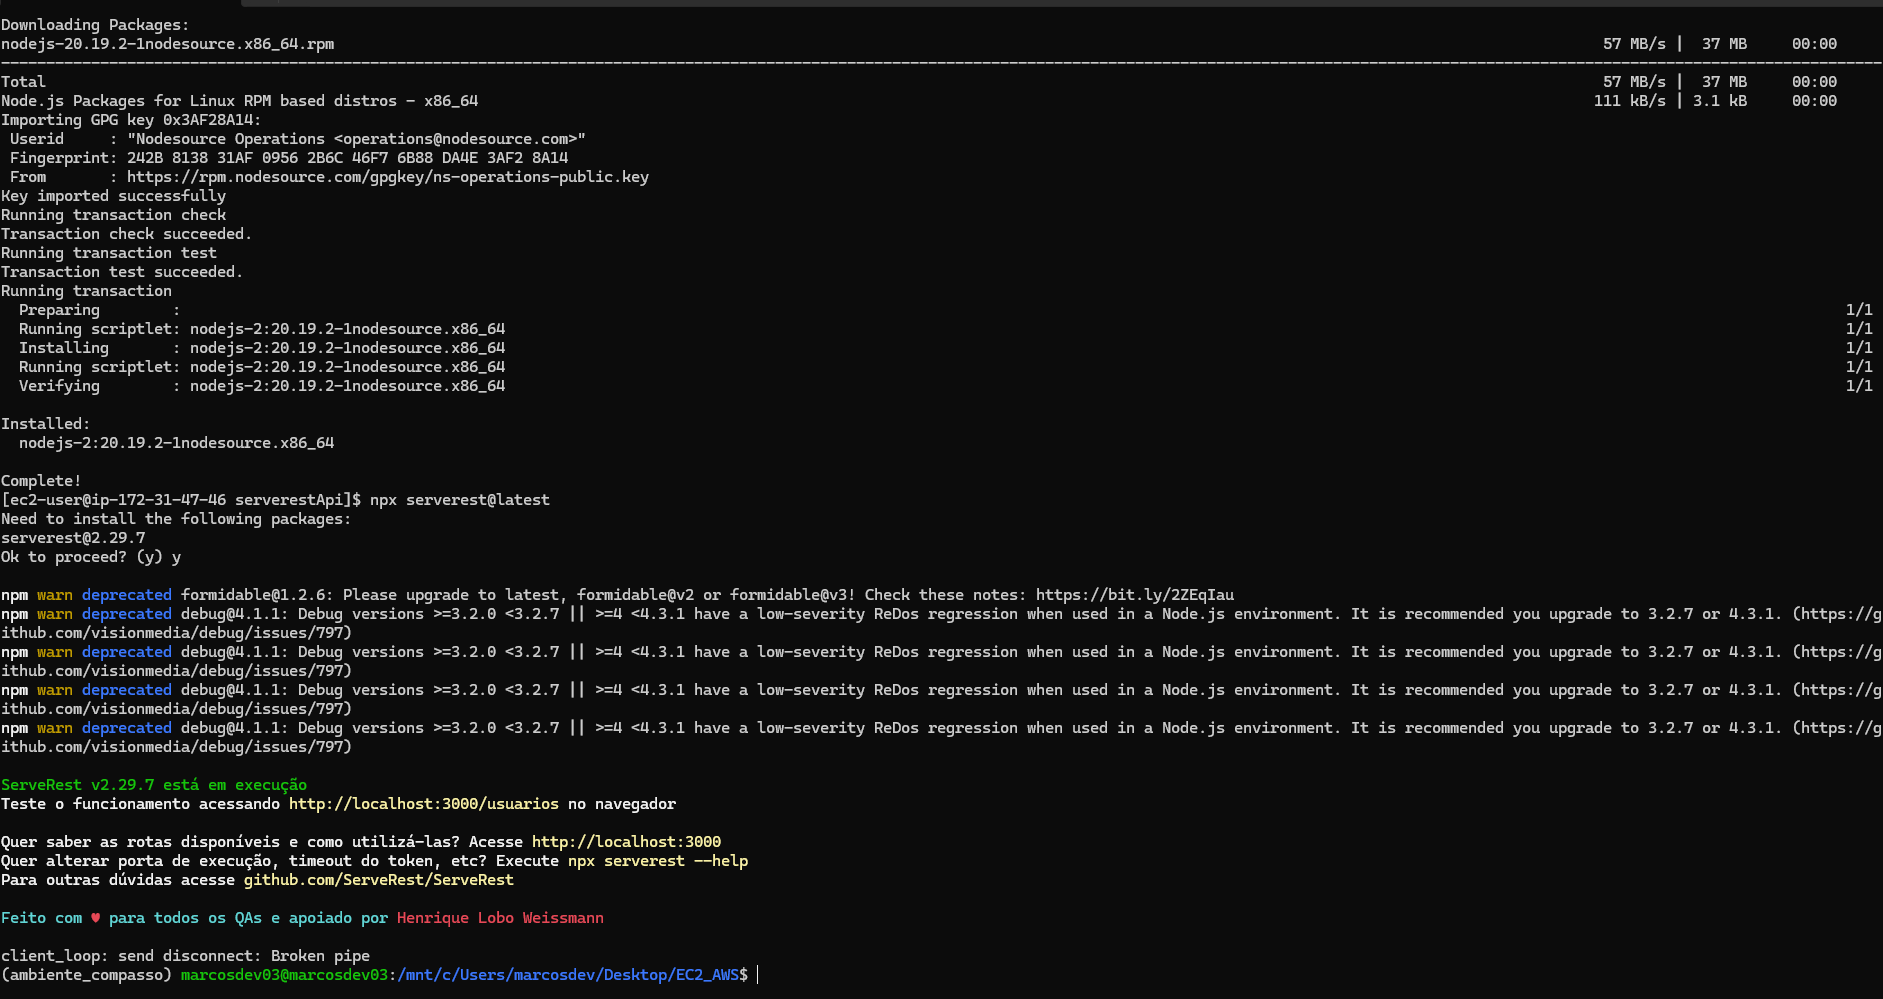 Downloading Packages:
nodejs-20.19.2-1nodesource.x86_64.rpm 57 MB/s | 37 MB 00:00
--------------------------------------------------------------------------------
Total 57 MB/s | 37 MB 00:00
Node.js Packages for Linux RPM based distros - x86_64 111 kB/s | 3.1 kB 00:00
Importing GPG key 0x3AF28A14:
 Userid     : "Nodesource Operations <operations@nodesource.com>"
 Fingerprint: 242B 8138 31AF 0956 2B6C 46F7 6B88 DA4E 3AF2 8A14
 From       : https://rpm.nodesource.com/gpgkey/ns-operations-public.key
Key imported successfully
Running transaction check
Transaction check succeeded.
Running transaction test
Transaction test succeeded.
Running transaction
  Preparing        : 1/1
  Running scriptlet: nodejs-2:20.19.2-1nodesource.x86_64 1/1
  Installing       : nodejs-2:20.19.2-1nodesource.x86_64 1/1
  Running scriptlet: nodejs-2:20.19.2-1nodesource.x86_64 1/1
  Verifying        : nodejs-2:20.19.2-1nodesource.x86_64 1/1
Installed:
  nodejs-2:20.19.2-1nodesource.x86_64
Complete!
[ec2-user@ip-172-31-47-46 serverestApi]$ npx serverest@latest
Need to install the following packages:
serverest@2.29.7
Ok to proceed? (y) y
npm warn deprecated formidable@1.2.6: Please upgrade to latest, formidable@v2 or formidable@v3! Check these notes: https://bit.ly/2ZEqIau
npm warn deprecated debug@4.1.1: Debug versions >=3.2.0 <3.2.7 || >=4 <4.3.1 have a low-severity ReDos regression when used in a Node.js environment. It is recommended you upgrade to 3.2.7 or 4.3.1. (https://g
ithub.com/visionmedia/debug/issues/797)
npm warn deprecated debug@4.1.1: Debug versions >=3.2.0 <3.2.7 || >=4 <4.3.1 have a low-severity ReDos regression when used in a Node.js environment. It is recommended you upgrade to 3.2.7 or 4.3.1. (https://g
ithub.com/visionmedia/debug/issues/797)
npm warn deprecated debug@4.1.1: Debug versions >=3.2.0 <3.2.7 || >=4 <4.3.1 have a low-severity ReDos regression when used in a Node.js environment. It is recommended you upgrade to 3.2.7 or 4.3.1. (https://g
ithub.com/visionmedia/debug/issues/797)
npm warn deprecated debug@4.1.1: Debug versions >=3.2.0 <3.2.7 || >=4 <4.3.1 have a low-severity ReDos regression when used in a Node.js environment. It is recommended you upgrade to 3.2.7 or 4.3.1. (https://g
ithub.com/visionmedia/debug/issues/797)
ServeRest v2.29.7 está em execução
Teste o funcionamento acessando http://localhost:3000/usuarios no navegador
Quer saber as rotas disponíveis e como utilizá-las? Acesse http://localhost:3000
Quer alterar porta de execução, timeout do token, etc? Execute npx serverest --help
Para outras dúvidas acesse github.com/ServeRest/ServeRest
Feito com ♥ para todos os QAs e apoiado por Henrique Lobo Weissmann
client_loop: send disconnect: Broken pipe
(ambiente_compasso) marcosdev03@marcosdev03:/mnt/c/Users/marcosdev/Desktop/EC2_AWS$